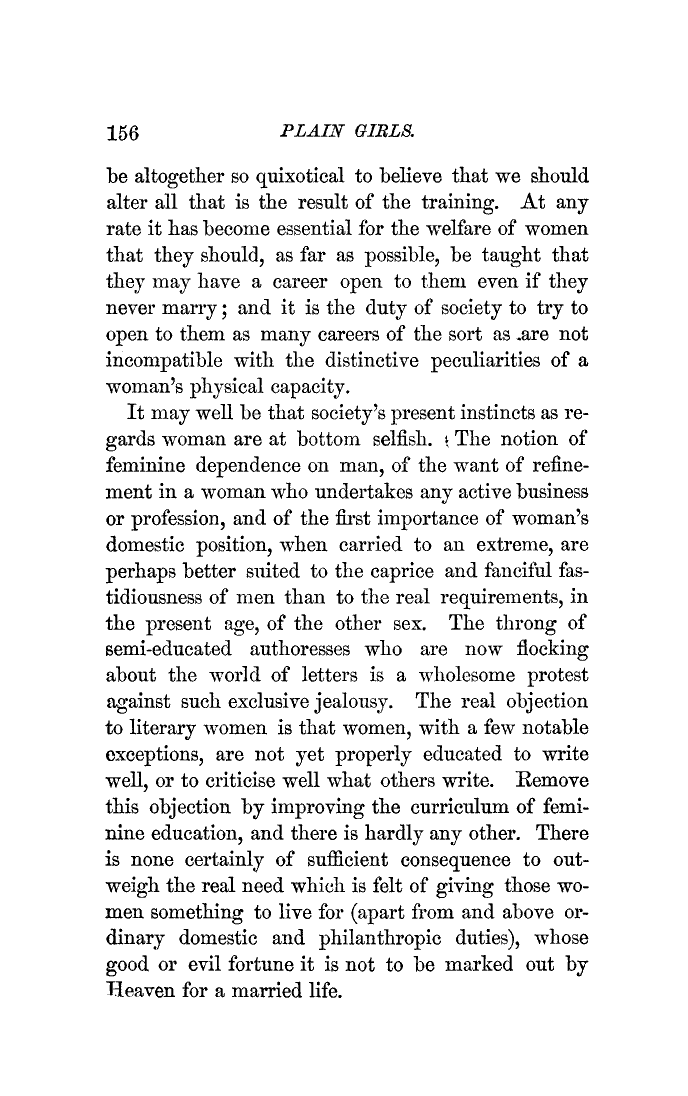 156 PLAIN GIRLS.
be altogether so quixotical to believe that we should
alter all that is the result of the training. At any
rate it has become essential for the welfare of women
that they should, as far as possible, be taught that
they may have a career open to them even if they
never marry; and it is the duty of society to try to
open to them as many careers of the sort as are not
incompatible with the distinctive peculiarities of a
woman's physical capacity.
It may well be that society's present instincts as re-
gards woman are at bottom selfish. The notion of
feminine dependence on man, of the want of refine-
ment in a woman who undertakes any active business
or profession, and of the first importance of woman's
domestic position, when carried to an extreme, are
perhaps better suited to the caprice and fanciful fas-
tidiousness of men than to the real requirements, in
the present age, of the other sex. The throng of
semi-educated authoresses who are now flocking
about the world of letters is a wholesome protest
against such exclusive jealousy. The real objection
to literary women is that women, with a few notable
exceptions, are not yet properly educated to write
well, or to criticise well what others write. Remove
this objection by improving the curriculum of femi-
nine education, and there is hardly any other. There
is none certainly of sufficient consequence to out-
weigh the real need which is felt of giving those wo-
men something to live for (apart from and above or-
dinary domestic and philanthropic duties), whose
good or evil fortune it is not to be marked out by
Heaven for a married life.